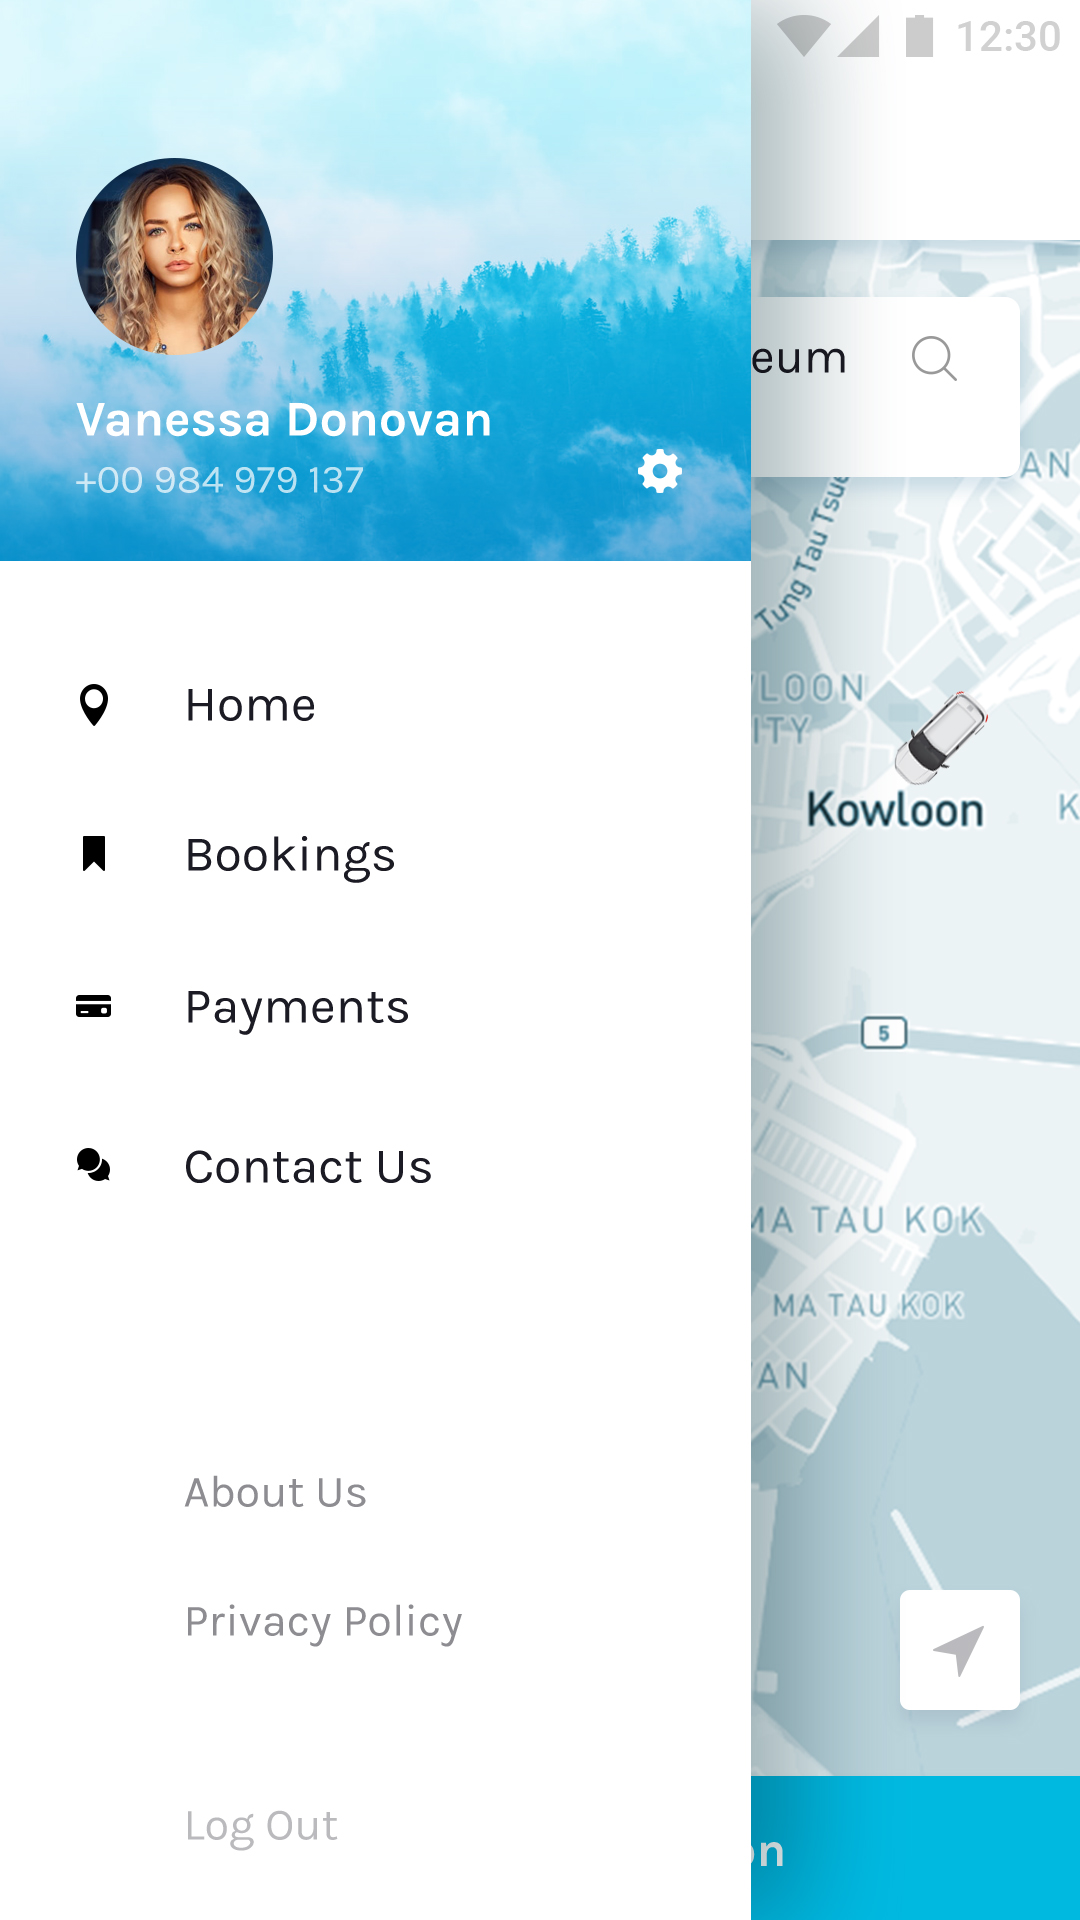 12:30
Vanessa Donovan
+00 984 979 137
Home
Bookings
Payments
Contact Us
About Us
Privacy Policy
Log Out
eum
AN
Tung Tau Tsue
LOON
ITY
Kowloon
K
5
MA TAU KOK
MA TAU KOK
AN
on